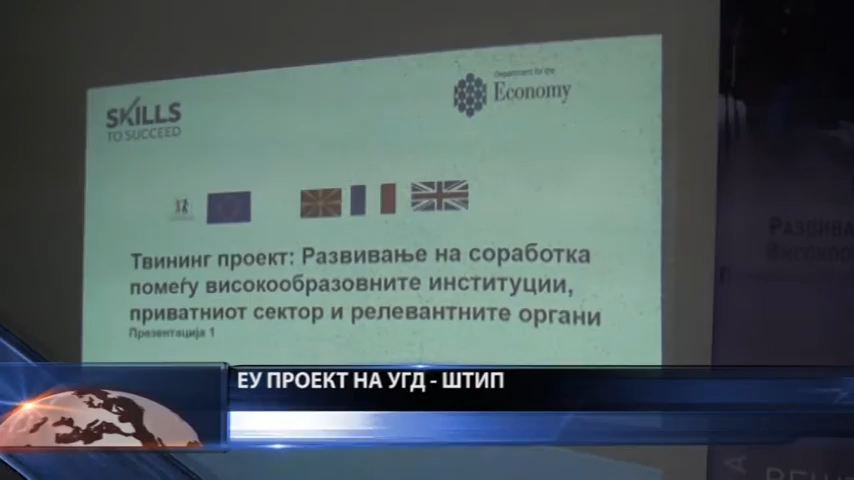 SKILLS
TO SUCCEED
Department for the
Economy
Твининг проект: Развивање на соработка
помеѓу високообразовните институции,
приватниот сектор и релевантните органи
Презентација 1
ЕУ ПРОЕКТ НА УГД - ШТИП